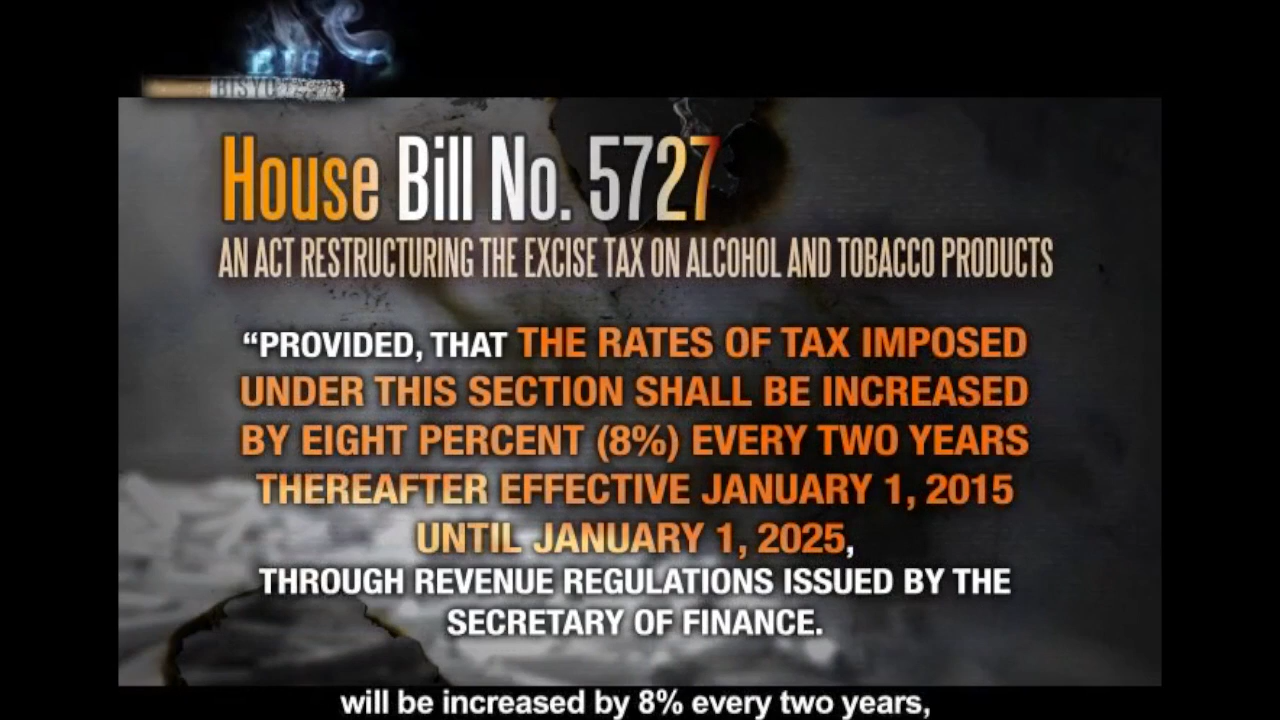 BISYO
House Bill No. 5727
AN ACT RESTRUCTURING THE EXCISE TAX ON ALCOHOL AND TOBACCO PRODUCTS
“PROVIDED, THAT THE RATES OF TAX IMPOSED
UNDER THIS SECTION SHALL BE INCREASED
BY EIGHT PERCENT (8%) EVERY TWO YEARS
THEREAFTER EFFECTIVE JANUARY 1, 2015
UNTIL JANUARY 1, 2025,
THROUGH REVENUE REGULATIONS ISSUED BY THE
SECRETARY OF FINANCE.
will be increased by 8% every two years,